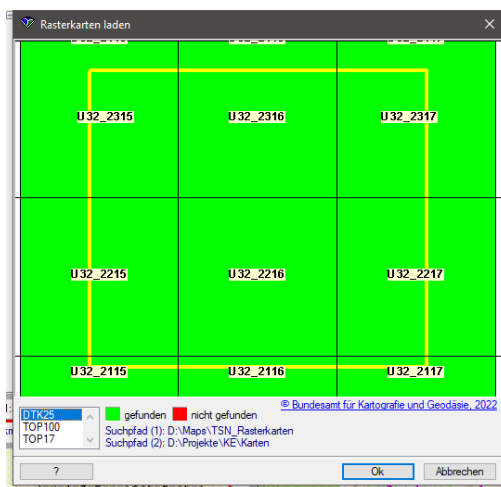 Rasterkarten laden
U32_2315 U32_2316 U32_2317
U32_2215 U32_2216 U32_2217
U32_2115 U32_2116 U32_2117
© Bundesamt für Kartografie und Geodäsie, 2022
DTK25 gefunden nicht gefunden
TOP100 Suchpfad (1): D:\Maps\TSN_Rasterkarten
TOP17 Suchpfad (2): D:\Projekte\KE\Karten
? Ok Abbrechen